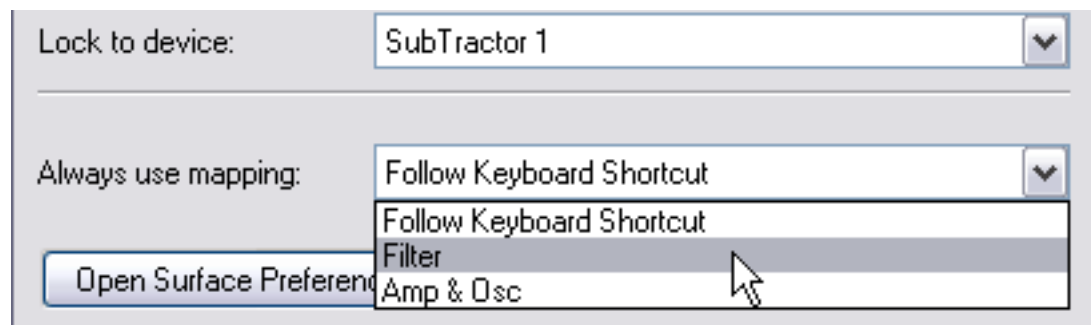 Lock to device: SubTractor 1
Always use mapping: Follow Keyboard Shortcut
Follow Keyboard Shortcut
Filter
Open Surface Preferenc
Amp & Osc